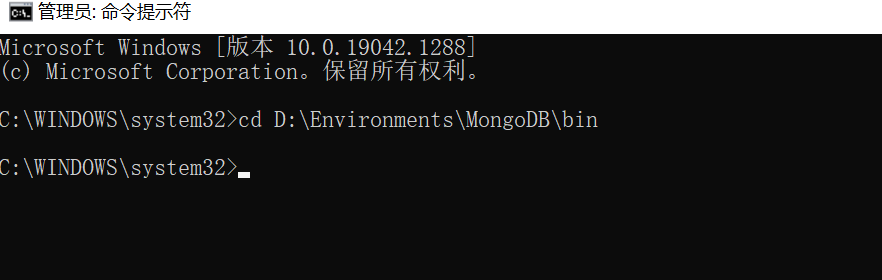 管理员: 命令提示符
Microsoft Windows [版本 10.0.19042.1288]
(c) Microsoft Corporation。保留所有权利。
C:\WINDOWS\system32>cd D:\Environments\MongoDB\bin
C:\WINDOWS\system32>